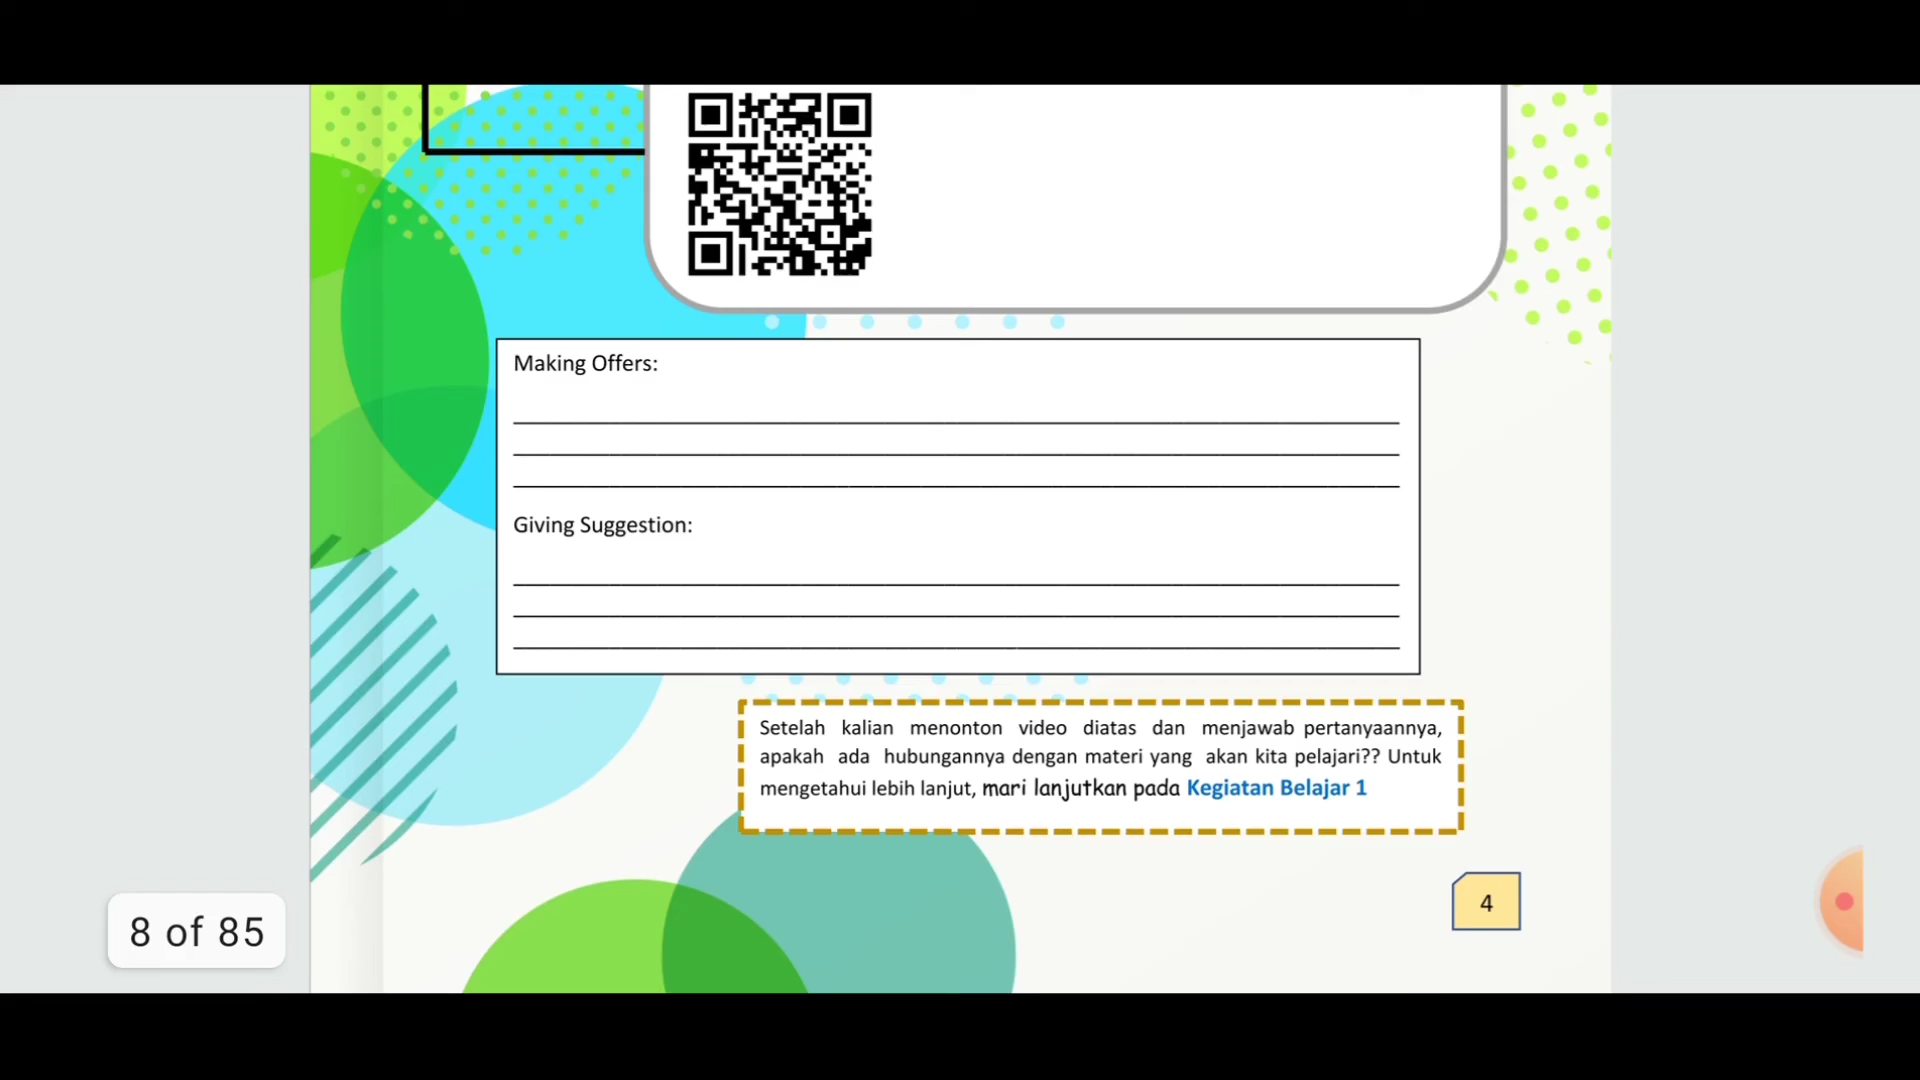 Making Offers:
Giving Suggestion:
Setelah kalian menonton video diatas dan menjawab pertanyaannya,
apakah ada hubungannya dengan materi yang akan kita pelajari?? Untuk
mengetahui lebih lanjut, mari lanjutkan pada Kegiatan Belajar 1
4
8 of 85